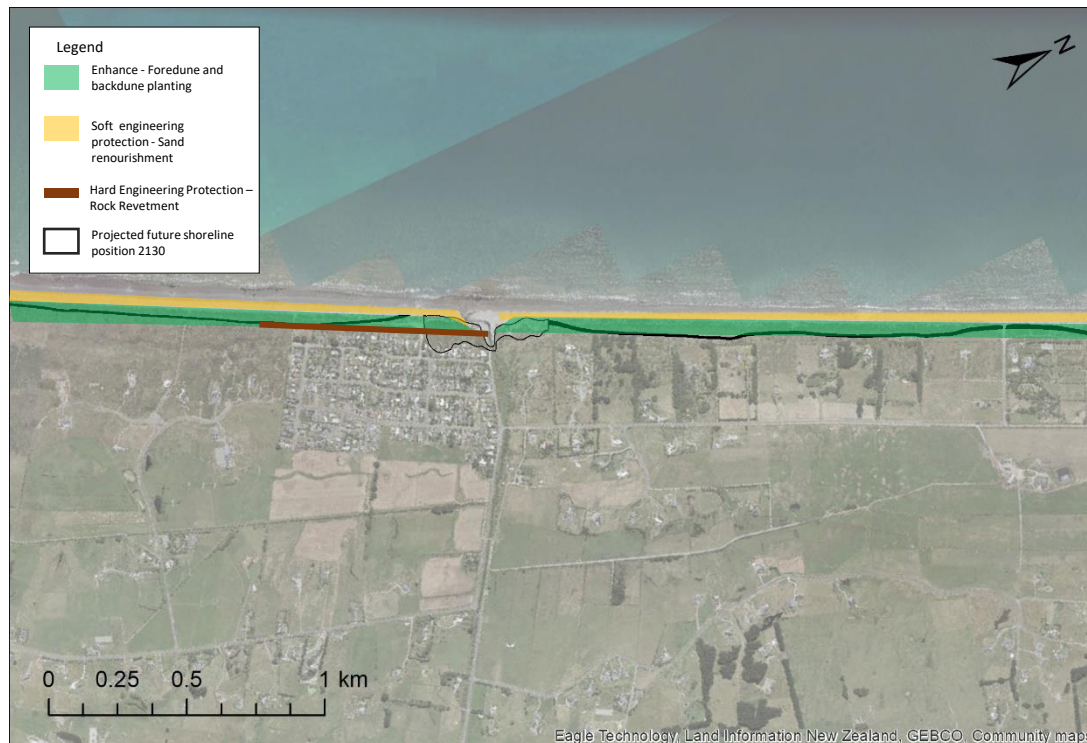 Legend
Enhance - Foredune and
backdune planting
Soft engineering
protection - Sand
renourishment
Hard Engineering Protection –
Rock Revetment
Projected future shoreline
position 2130
N
0 0.25 0.5 1 km
Eagle Technology, Land Information New Zealand, GEBCO, Community map